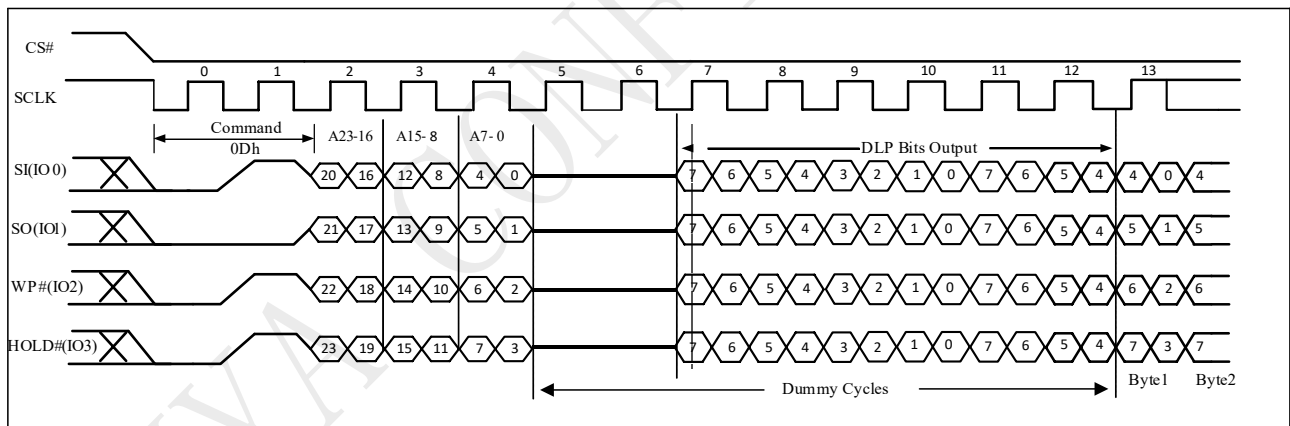 CS#
0 1 2 3 4 5 6 7 8 9 10 11 12 13
SCLK
Command
0Dh
A23-16 A15-8 A7-0
DLP Bits Output
SI(IO0) 20 16 12 8 4 0 7 6 5 4 3 2 1 0 7 6 5 4 4 0 4
SO(IO1) 21 17 13 9 5 1 7 6 5 4 3 2 1 0 7 6 5 4 5 1 5
WP#(IO2) 22 18 14 10 6 2 7 6 5 4 3 2 1 0 7 6 5 4 6 2 6
HOLD#(IO3) 23 19 15 11 7 3 7 6 5 4 3 2 1 0 7 6 5 4 7 3 7
Dummy Cycles
Byte1 Byte2